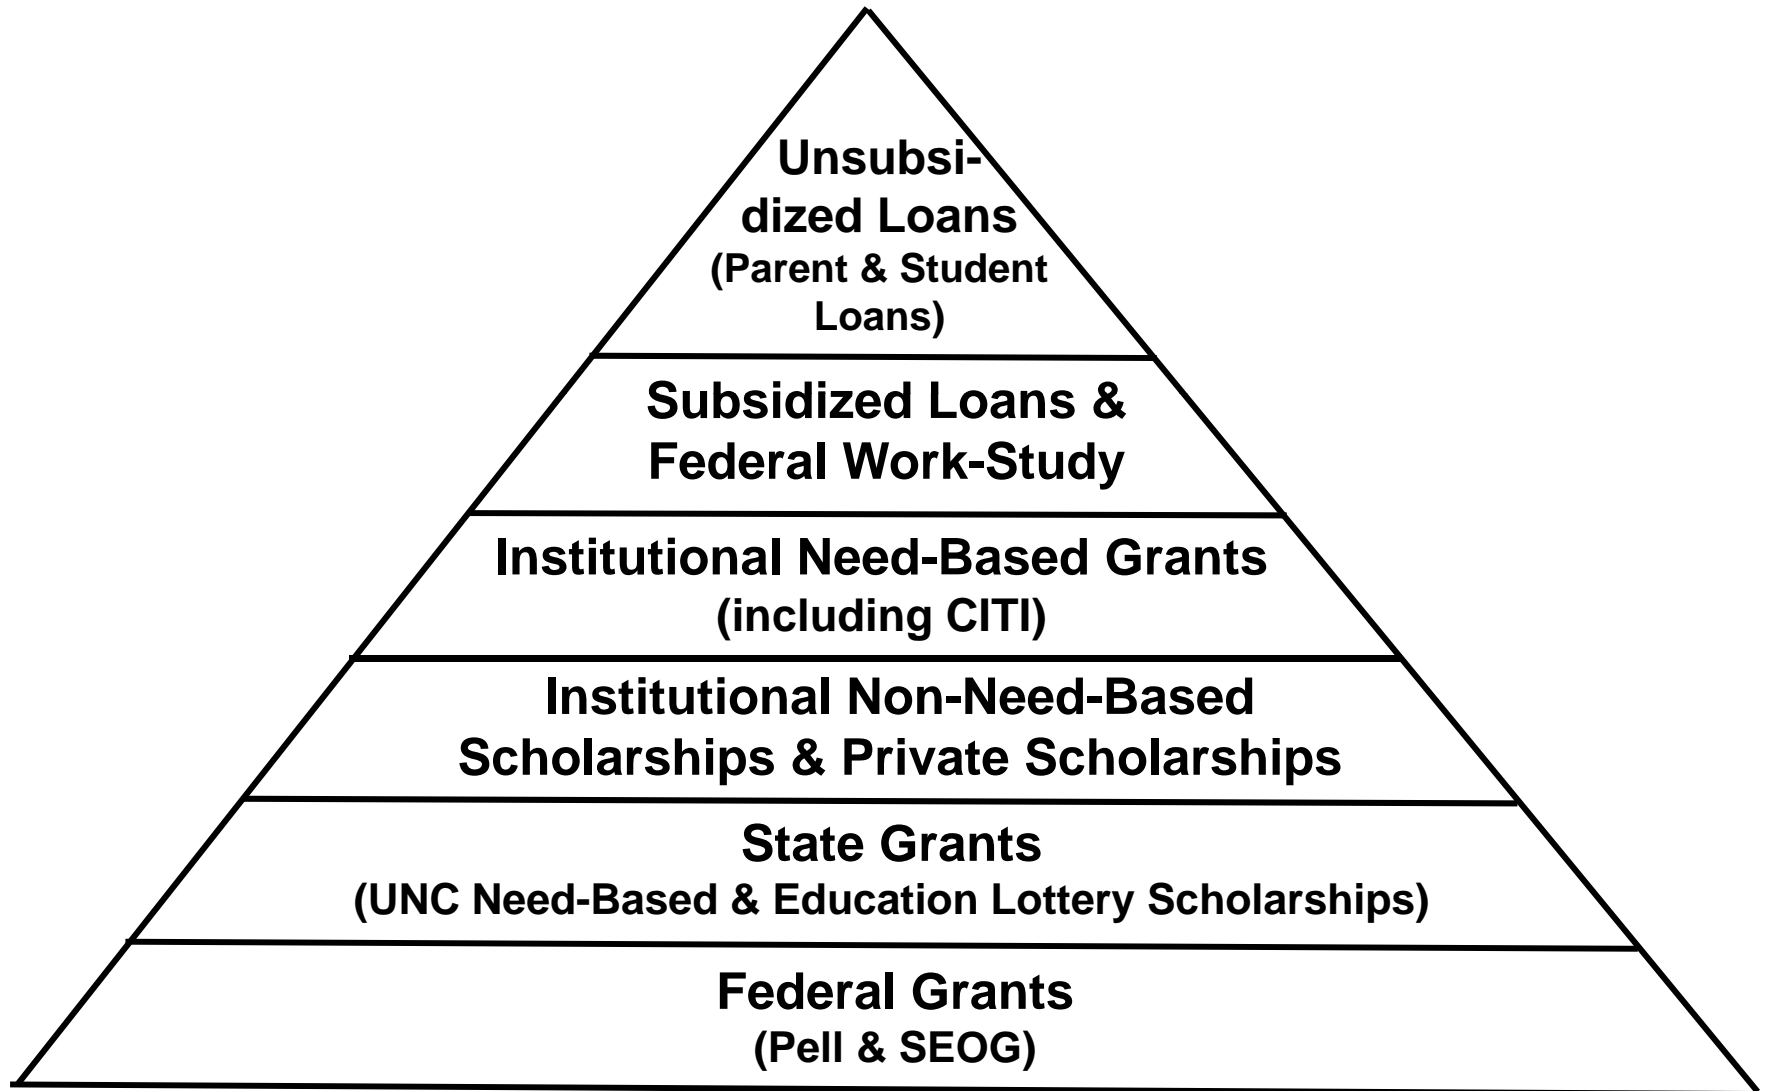 Unsubsi-
dized Loans
(Parent & Student
Loans)
Subsidized Loans &
Federal Work-Study
Institutional Need-Based Grants
(including CITI)
Institutional Non-Need-Based
Scholarships & Private Scholarships
State Grants
(UNC Need-Based & Education Lottery Scholarships)
Federal Grants
(Pell & SEOG)